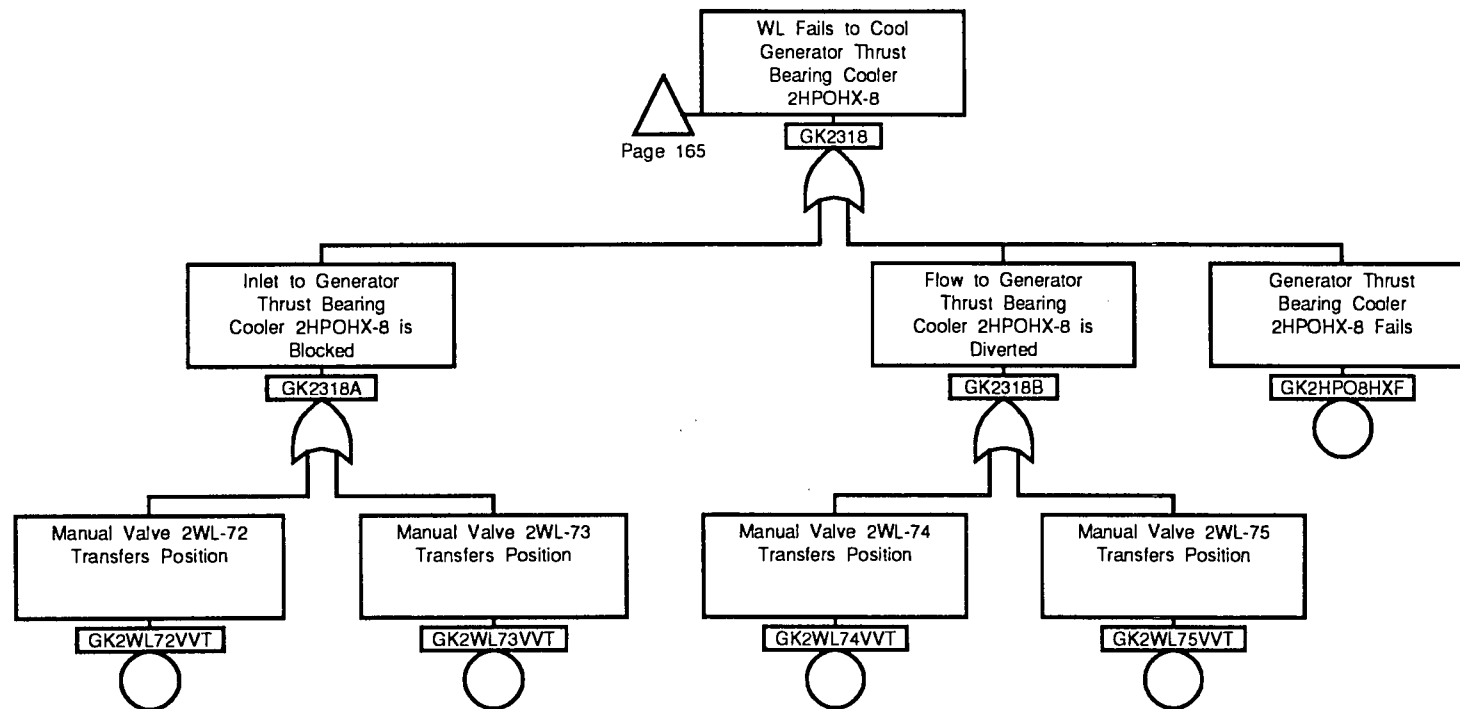 WL Fails to Cool
Generator Thrust
Bearing Cooler
2HPOHX-8
Page 165
GK2318
Inlet to Generator
Thrust Bearing
Cooler 2HPOHX-8 is
Blocked
GK2318A
Flow to Generator
Thrust Bearing
Cooler 2HPOHX-8 is
Diverted
GK2318B
Generator Thrust
Bearing Cooler
2HPOHX-8 Fails
GK2HPO8HXF
Manual Valve 2WL-72
Transfers Position
GK2WL72VVT
Manual Valve 2WL-73
Transfers Position
GK2WL73VVT
Manual Valve 2WL-74
Transfers Position
GK2WL74VVT
Manual Valve 2WL-75
Transfers Position
GK2WL75VVT